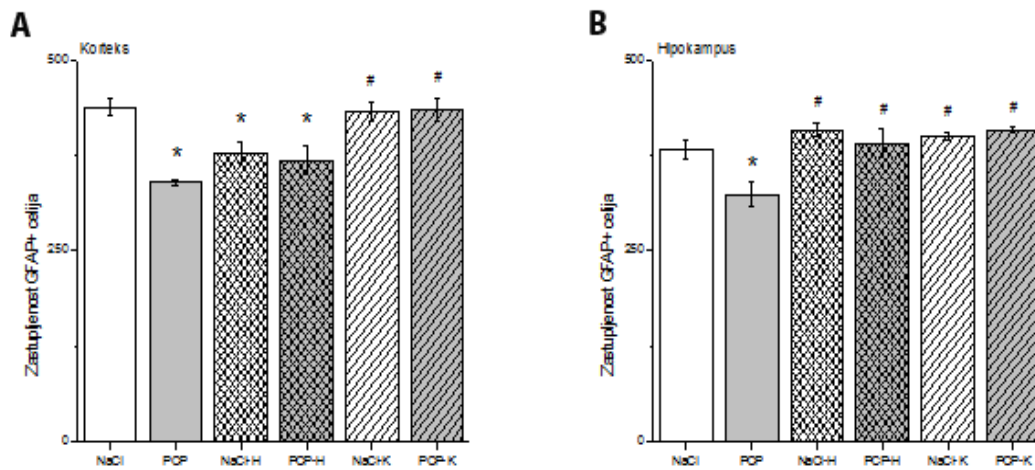 A
Korteks
500
250
0
Zastupljenost GFAP+ celija
*
*
*
#
#
NaCl
PCP
NaCl-H
PCP-H
NaCl-K
PCP-K
B
Hipokampus
500
250
0
Zastupljenost GFAP+ celija
*
#
#
#
#
NaCl
PCP
NaCl-H
PCP-H
NaCl-K
PCP-K